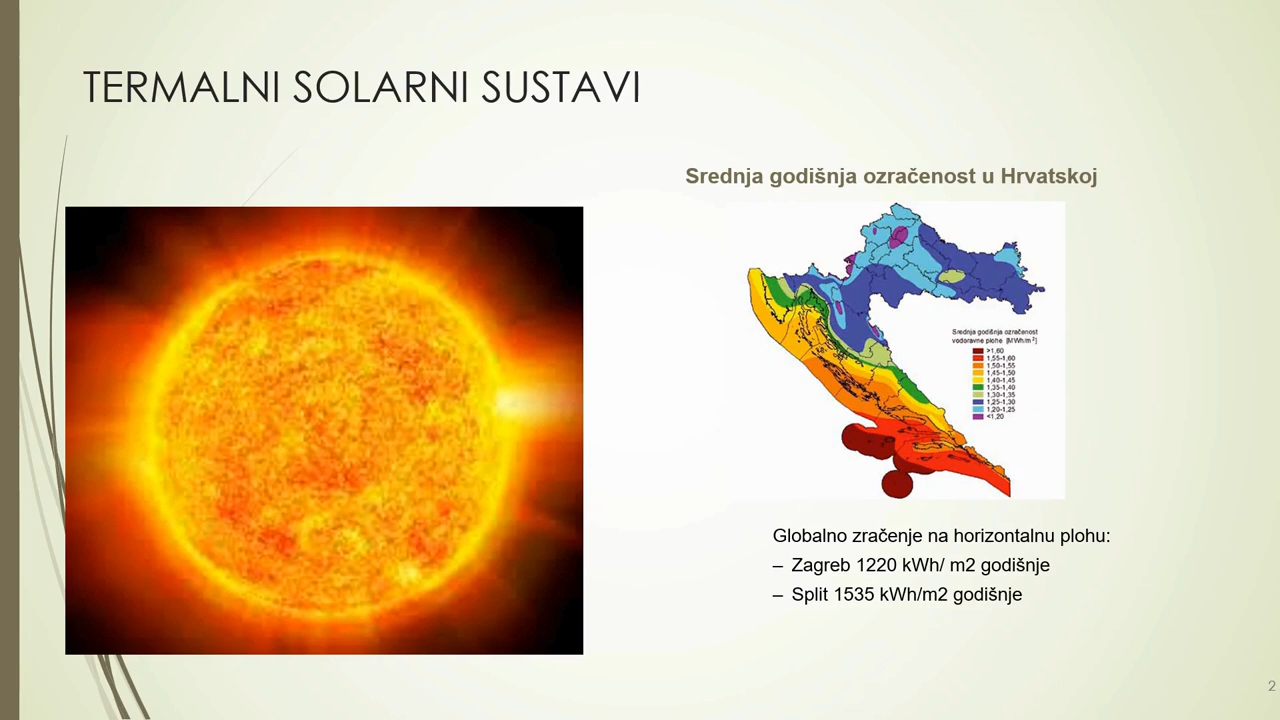 TERMALNI SOLARNI SUSTAVI
Srednja godišnja ozračenost u Hrvatskoj
Srednja godišnja ozračenost
vodoravne plohe [MWh/m²]
>1,60
1,55-1,60
1,50-1,55
1,45-1,50
1,40-1,45
1,35-1,40
1,30-1,35
1,25-1,30
1,20-1,25
<1,20
Globalno zračenje na horizontalnu plohu:
– Zagreb 1220 kWh/ m2 godišnje
– Split 1535 kWh/m2 godišnje
2